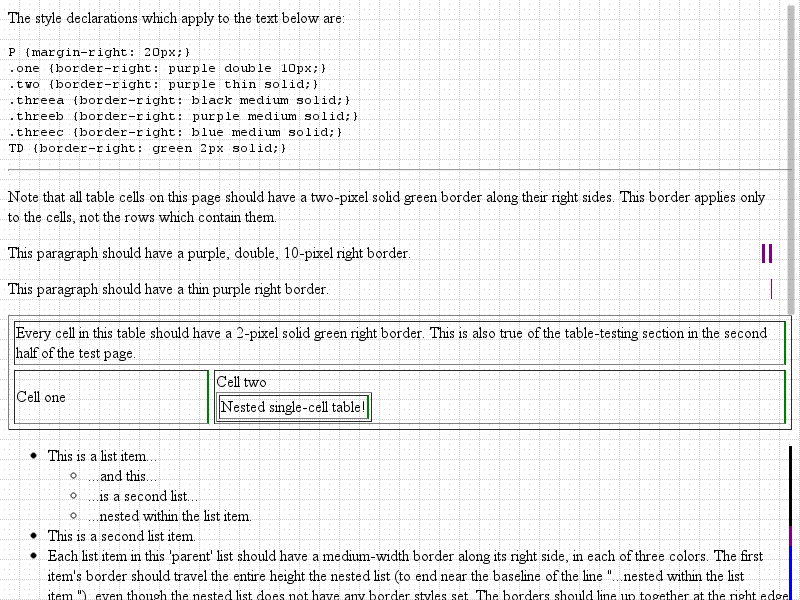 The style declarations which apply to the text below are:
P {margin-right: 20px;}
.one {border-right: purple double 10px;}
.two {border-right: purple thin solid;}
.threea {border-right: black medium solid;}
.threeb {border-right: purple medium solid;}
.threec {border-right: blue medium solid;}
TD {border-right: green 2px solid;}
Note that all table cells on this page should have a two-pixel solid green border along their right sides. This border applies only
to the cells, not the rows which contain them.
This paragraph should have a purple, double, 10-pixel right border.
This paragraph should have a thin purple right border.
Every cell in this table should have a 2-pixel solid green right border. This is also true of the table-testing section in the second
half of the test page.
Cell one
Cell two
Nested single-cell table!
This is a list item...
...and this...
...is a second list...
...nested within the list item.
This is a second list item.
Each list item in this 'parent' list should have a medium-width border along its right side, in each of three colors. The first
item's border should travel the entire height the nested list (to end near the baseline of the line "...nested within the list
item."), even though the nested list does not have any border styles set. The borders should line up together at the right edge